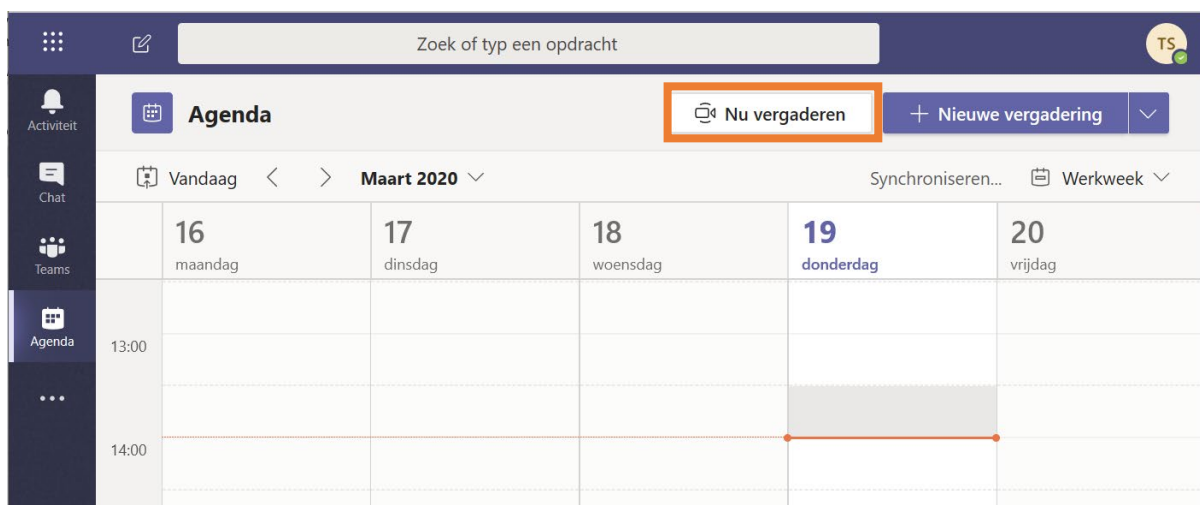 Zoek of typ een opdracht
TS
Activiteit
Agenda
Nu vergaderen
+ Nieuwe vergadering
Chat
Vandaag < > Maart 2020
Synchroniseren...
Werkweek
Teams
16 17 18 19 20
maandag dinsdag woensdag donderdag vrijdag
Agenda
13:00
14:00